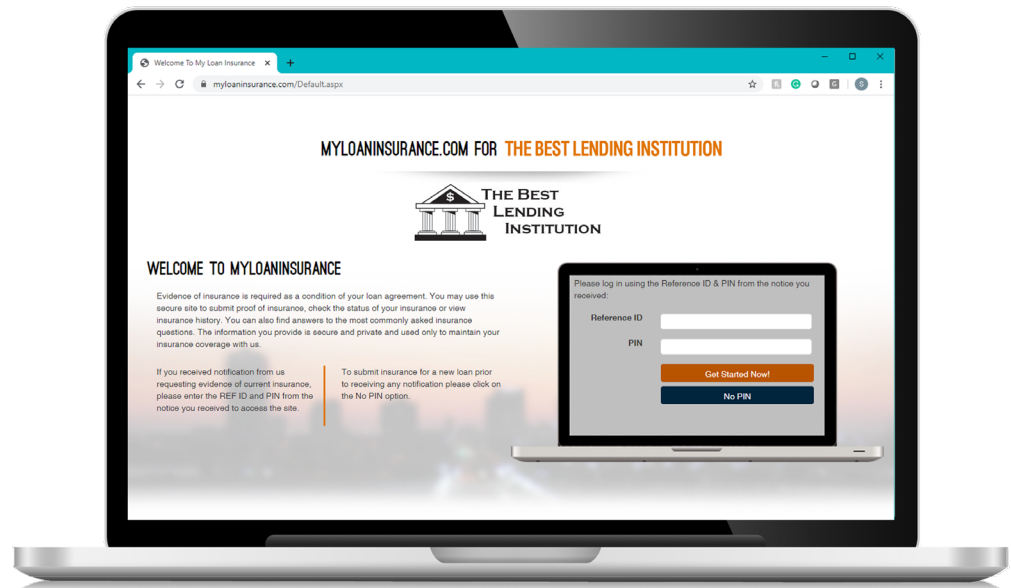 Welcome To My Loan Insurance
myloaninsurance.com/Default.aspx
S
MYLOANINSURANCE.COM FOR THE BEST LENDING INSTITUTION
$ THE BEST
LENDING
INSTITUTION
WELCOME TO MYLOANINSURANCE
Evidence of insurance is required as a condition of your loan agreement. You may use this
secure site to submit proof of insurance, check the status of your insurance or view
insurance history. You can also find answers to the most commonly asked insurance
questions. The information you provide is secure and private and used only to maintain your
insurance coverage with us.
If you received notification from us
requesting evidence of current insurance,
please enter the REF ID and PIN from the
notice you received to access the site.
To submit insurance for a new loan prior
to receiving any notification please click on
the No PIN option.
Please log in using the Reference ID & PIN from the notice you
received:
Reference ID
PIN
Get Started Now!
No PIN